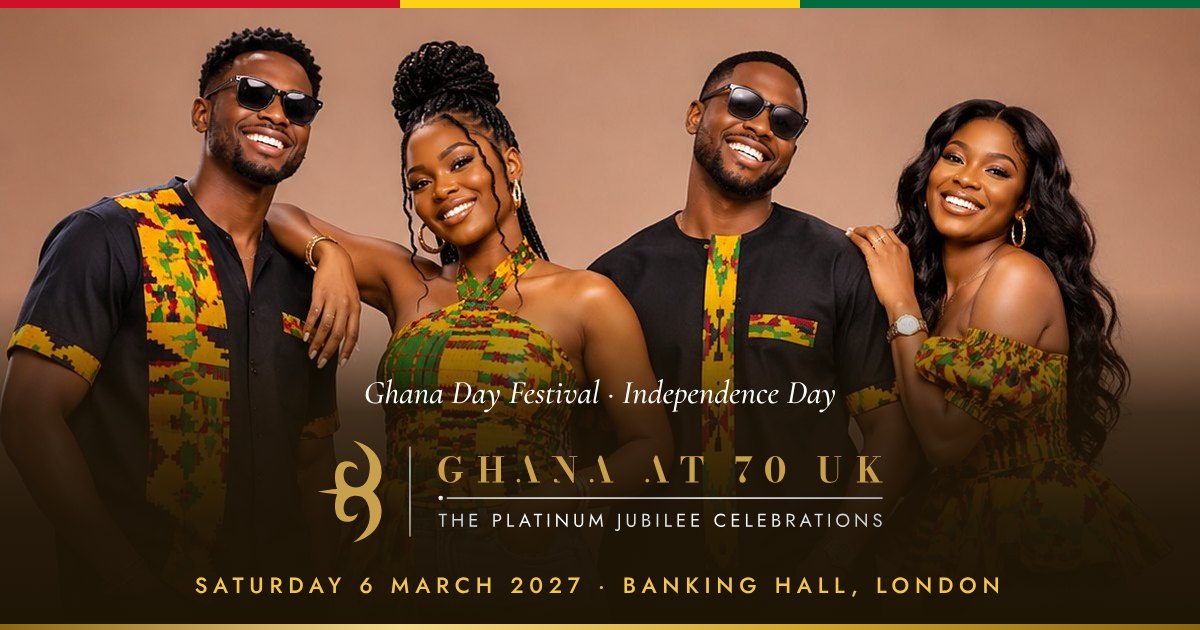 Ghana Day Festival · Independence Day
GHANA AT 70 UK
THE PLATINUM JUBILEE CELEBRATIONS
SATURDAY 6 MARCH 2027 · BANKING HALL, LONDON